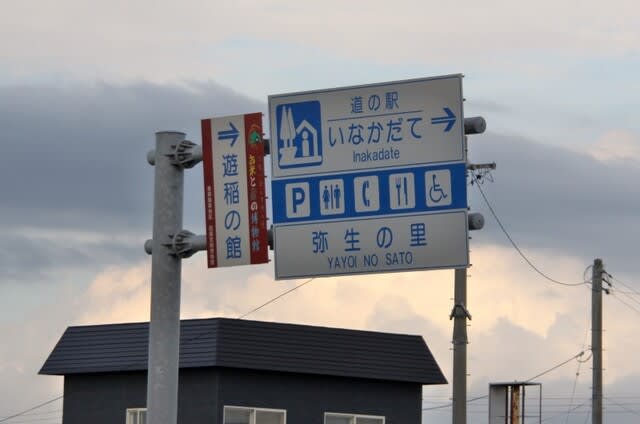 遊稲の館
道の駅
いなかだて
Inakadate
P
弥生の里
YAYOI NO SATO